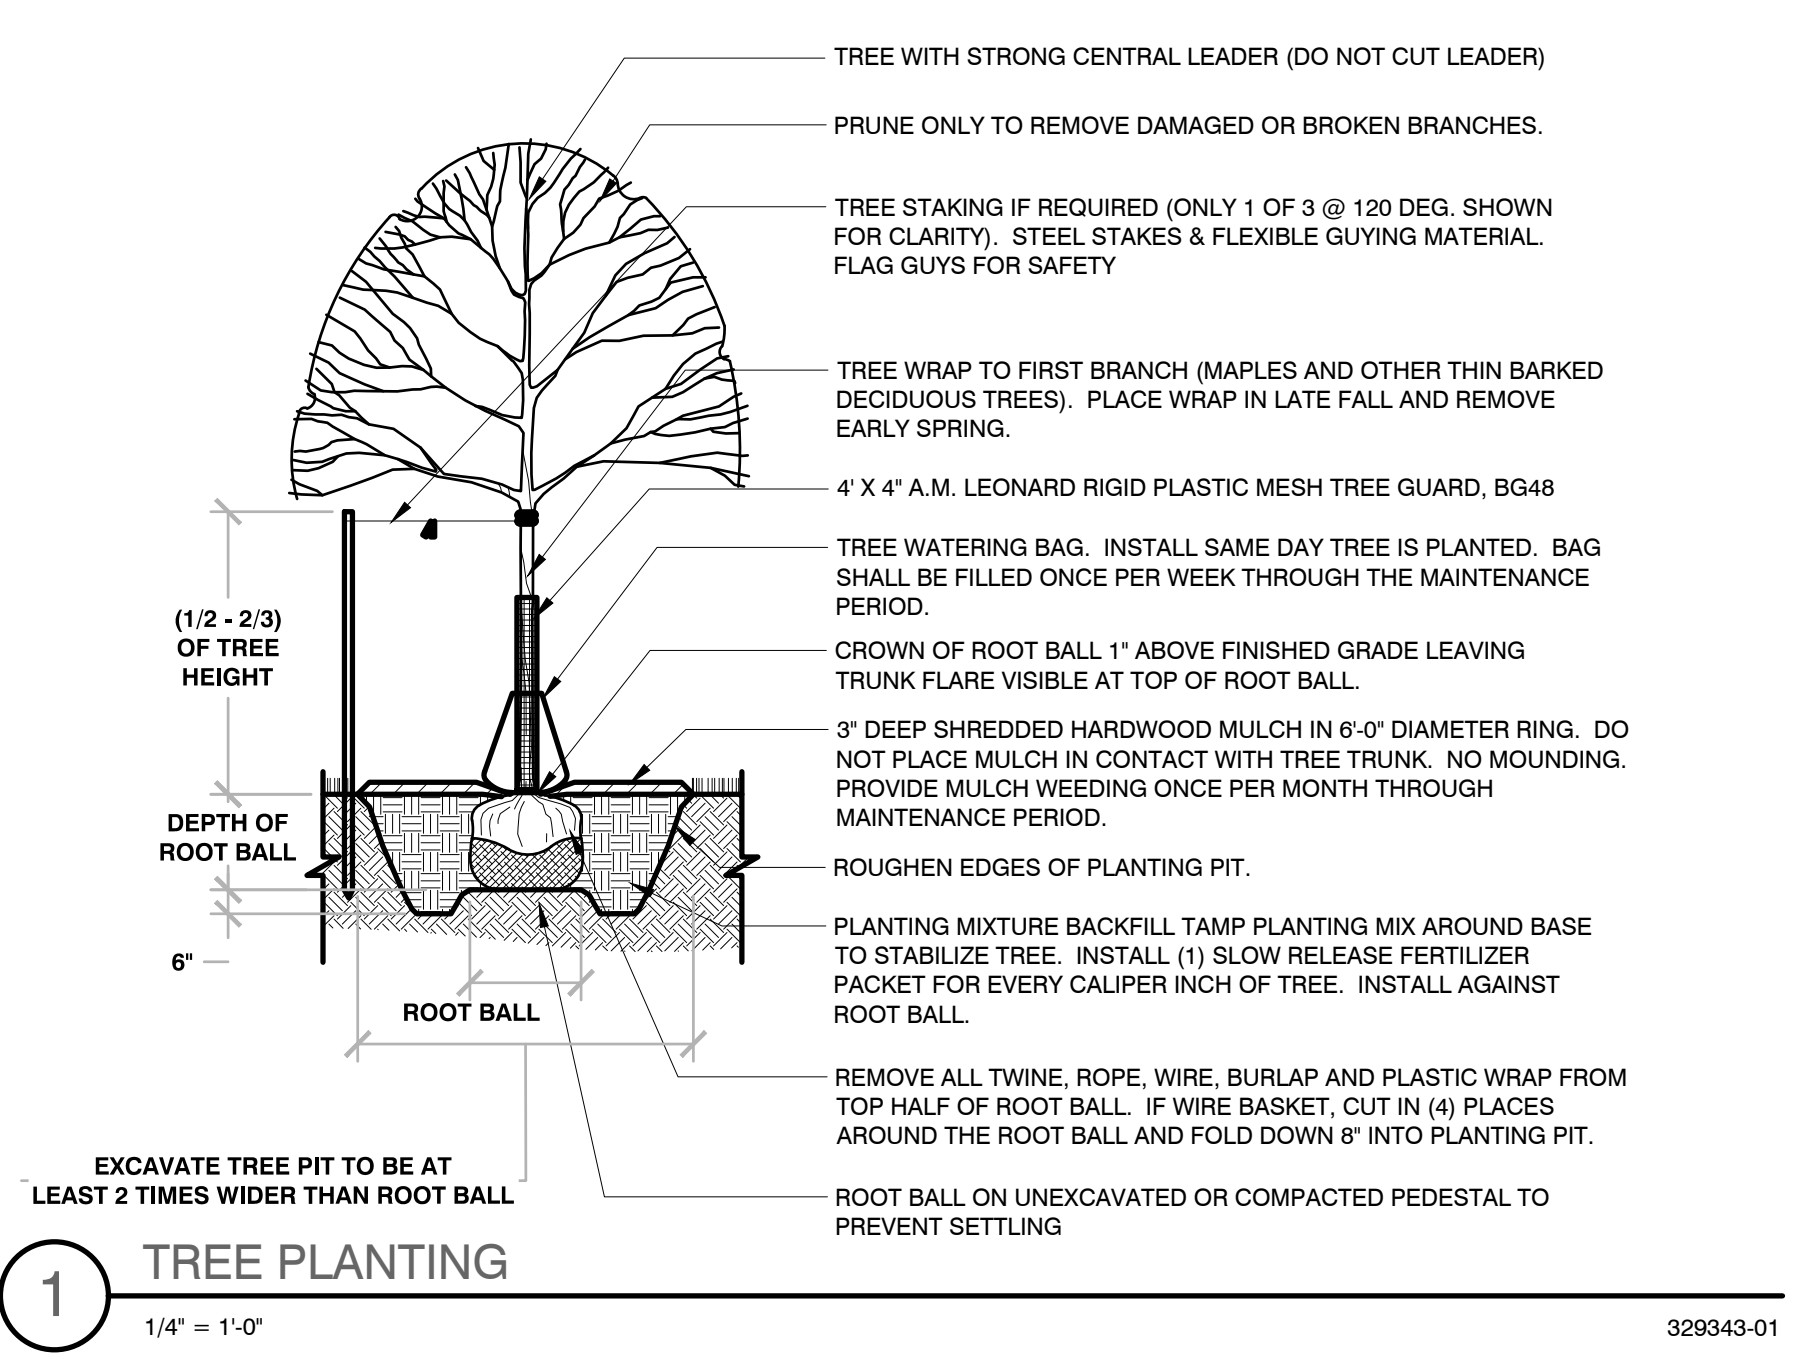 TREE WITH STRONG CENTRAL LEADER (DO NOT CUT LEADER)
PRUNE ONLY TO REMOVE DAMAGED OR BROKEN BRANCHES.
TREE STAKING IF REQUIRED (ONLY 1 OF 3 @ 120 DEG. SHOWN
FOR CLARITY). STEEL STAKES & FLEXIBLE GUYING MATERIAL.
FLAG GUYS FOR SAFETY
TREE WRAP TO FIRST BRANCH (MAPLES AND OTHER THIN BARKED
DECIDUOUS TREES). PLACE WRAP IN LATE FALL AND REMOVE
EARLY SPRING.
4' X 4" A.M. LEONARD RIGID PLASTIC MESH TREE GUARD, BG48
TREE WATERING BAG. INSTALL SAME DAY TREE IS PLANTED. BAG
SHALL BE FILLED ONCE PER WEEK THROUGH THE MAINTENANCE
PERIOD.
CROWN OF ROOT BALL 1" ABOVE FINISHED GRADE LEAVING
TRUNK FLARE VISIBLE AT TOP OF ROOT BALL.
3" DEEP SHREDDED HARDWOOD MULCH IN 6'-0" DIAMETER RING. DO
NOT PLACE MULCH IN CONTACT WITH TREE TRUNK. NO MOUNDING.
PROVIDE MULCH WEEDING ONCE PER MONTH THROUGH
MAINTENANCE PERIOD.
ROUGHEN EDGES OF PLANTING PIT.
PLANTING MIXTURE BACKFILL TAMP PLANTING MIX AROUND BASE
TO STABILIZE TREE. INSTALL (1) SLOW RELEASE FERTILIZER
PACKET FOR EVERY CALIPER INCH OF TREE. INSTALL AGAINST
ROOT BALL.
REMOVE ALL TWINE, ROPE, WIRE, BURLAP AND PLASTIC WRAP FROM
TOP HALF OF ROOT BALL. IF WIRE BASKET, CUT IN (4) PLACES
AROUND THE ROOT BALL AND FOLD DOWN 8" INTO PLANTING PIT.
ROOT BALL ON UNEXCAVATED OR COMPACTED PEDESTAL TO
PREVENT SETTLING
(1/2 - 2/3)
OF TREE
HEIGHT
DEPTH OF
ROOT BALL
6"
ROOT BALL
EXCAVATE TREE PIT TO BE AT
LEAST 2 TIMES WIDER THAN ROOT BALL
1
TREE PLANTING
1/4" = 1'-0"
329343-01